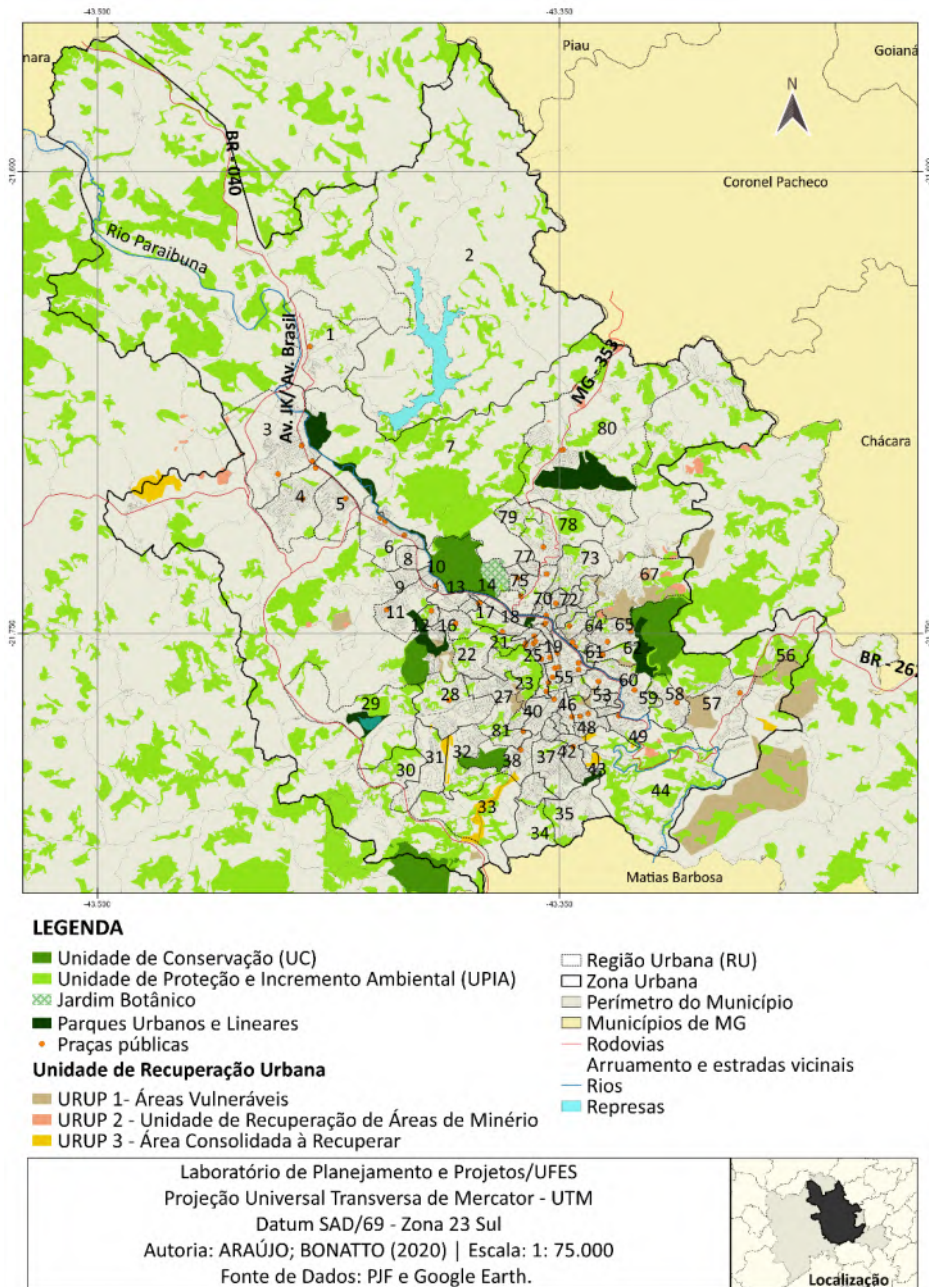 -43.500
-43.350
nara
Piau
Goianá
N
BR - 040
-21.600
-21.600
Coronel Pacheco
Rio Paraibuna
2
1
Av. JK/ Av. Brasil
MG - 353
3
7
80
Chácara
4
5
79
78
6
8
77
73
10
9
13
14
75
67
11
17
18
70
72
12
16
64
65
-21.750
21
19
61
62
22
25
56
BR - 262
55
60
23
58
28
27
53
59
57
29
40
46
81
48
49
31
32
38
37
42
30
43
44
33
35
34
Matias Barbosa
-43.500
-43.350
LEGENDA
Unidade de Conservação (UC)
Unidade de Proteção e Incremento Ambiental (UPIA)
Jardim Botânico
Parques Urbanos e Lineares
Praças públicas
Unidade de Recuperação Urbana
URUP 1- Áreas Vulneráveis
URUP 2 - Unidade de Recuperação de Áreas de Minério
URUP 3 - Área Consolidada à Recuperar
Região Urbana (RU)
Zona Urbana
Perímetro do Município
Municípios de MG
Rodovias
Arruamento e estradas vicinais
Rios
Represas
Laboratório de Planejamento e Projetos/UFES
Projeção Universal Transversa de Mercator - UTM
Datum SAD/69 - Zona 23 Sul
Autoria: ARAÚJO; BONATTO (2020) | Escala: 1: 75.000
Fonte de Dados: PJF e Google Earth.
Localização